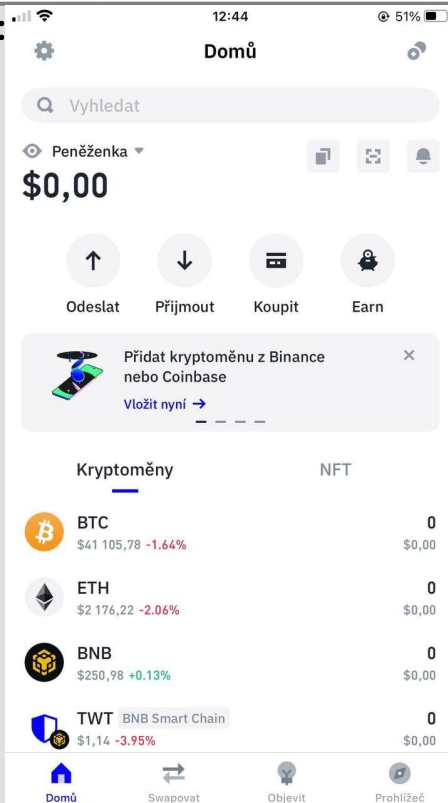 12:44
51%
Domů
Vyhledat
Peněženka
$0,00
Odeslat Přijmout Koupit Earn
Přidat kryptoměnu z Binance
nebo Coinbase
Vložit nyní →
Kryptoměny NFT
BTC 0
$41 105,78 -1.64% $0,00
ETH 0
$2 176,22 -2.06% $0,00
BNB 0
$250,98 +0.13% $0,00
TWT BNB Smart Chain 0
$1,14 -3.95% $0,00
Domů Swapovat Objevit Prohlížeč